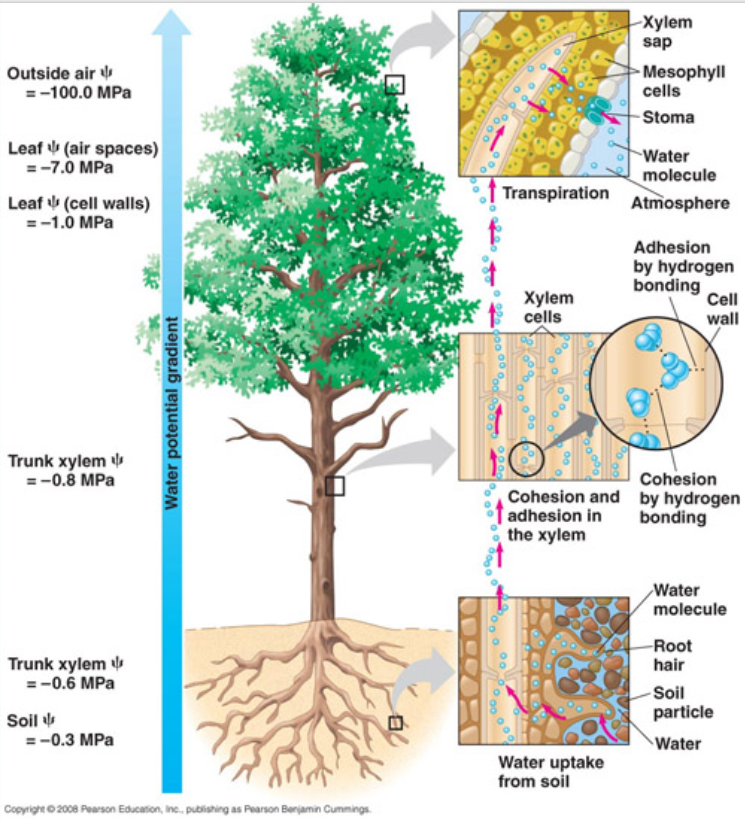 Outside air ψ
= –100.0 MPa
Leaf ψ (air spaces)
= –7.0 MPa
Leaf ψ (cell walls)
= –1.0 MPa
Trunk xylem ψ
= –0.8 MPa
Trunk xylem ψ
= –0.6 MPa
Soil ψ
= –0.3 MPa
Water potential gradient
Xylem
sap
Mesophyll
cells
Stoma
Water
molecule
Atmosphere
Transpiration
Adhesion
by hydrogen
bonding
Cell
wall
Xylem
cells
Cohesion and
adhesion in
the xylem
Cohesion
by hydrogen
bonding
Water
molecule
Root
hair
Soil
particle
Water
Water uptake
from soil
Copyright © 2008 Pearson Education, Inc., publishing as Pearson Benjamin Cummings.